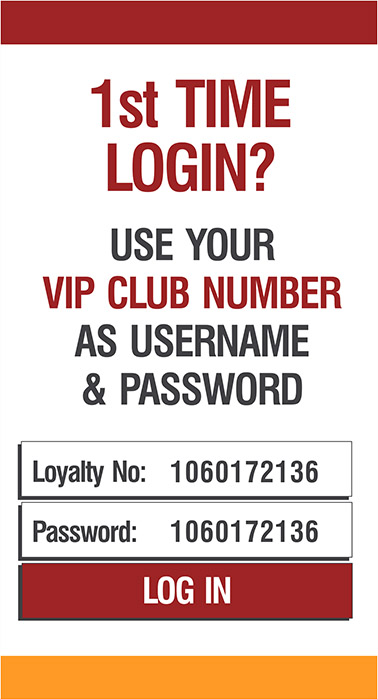 1st TIME
LOGIN?
USE YOUR
VIP CLUB NUMBER
AS USERNAME
& PASSWORD
Loyalty No: 1060172136
Password: 1060172136
LOG IN